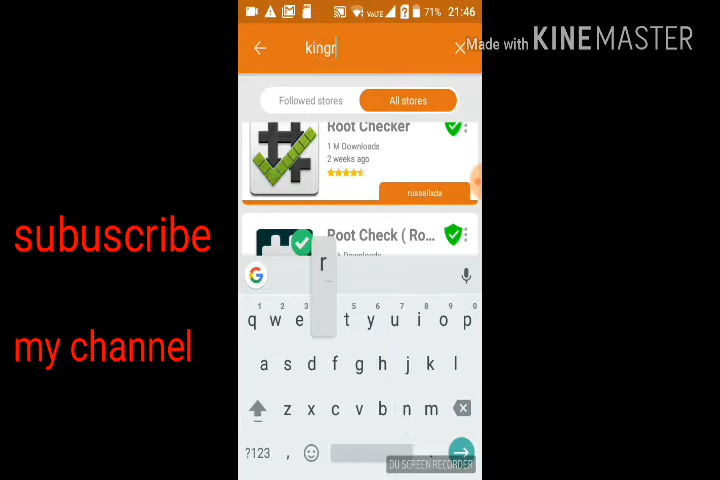 VoLTE 71% 21:46
kingr
Made with KINEMASTER
Followed stores All stores
Root Checker
1 M Downloads
2 weeks ago
russellxda
Root Check ( Ro...
Downloads
subuscribe
my channel
r
G
1 2 3 5 6 7 8 9 0
q w e t y u i o p
a s d f g h j k l
z x c v b n m
?123 , .
DU SCREEN RECORDER